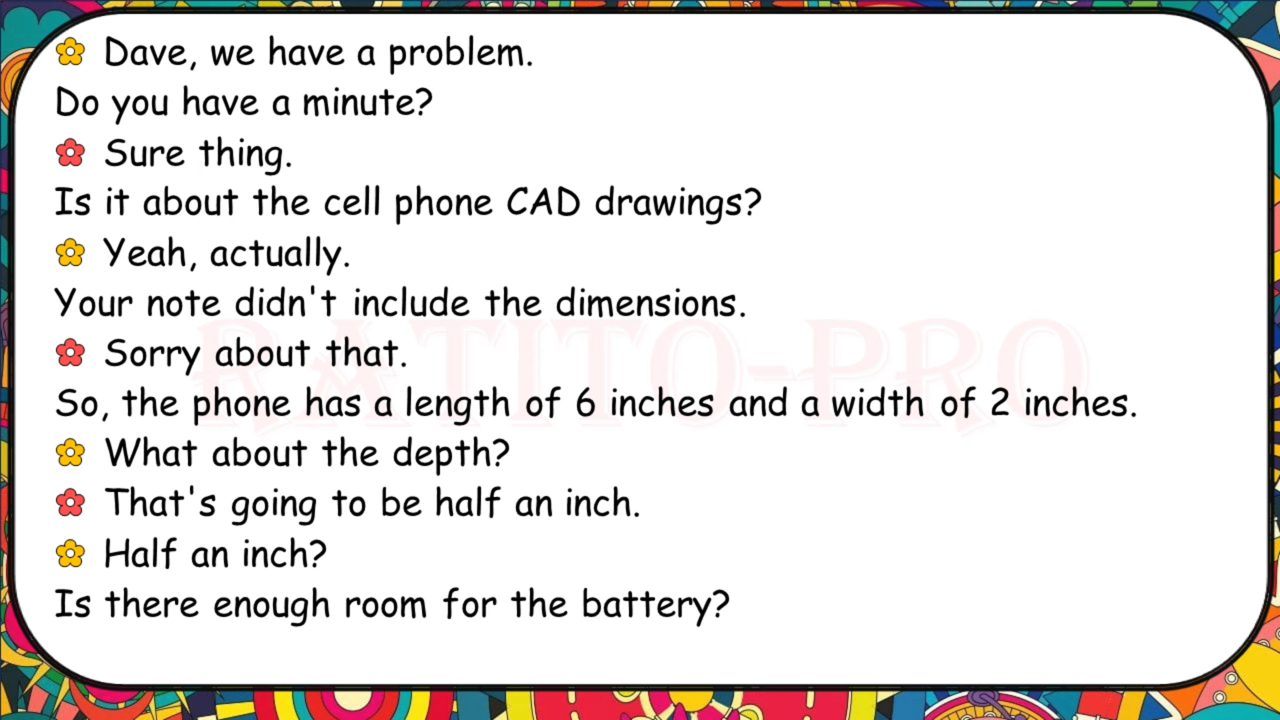 Dave, we have a problem.
Do you have a minute?
Sure thing.
Is it about the cell phone CAD drawings?
Yeah, actually.
Your note didn't include the dimensions.
Sorry about that.
So, the phone has a length of 6 inches and a width of 2 inches.
What about the depth?
That's going to be half an inch.
Half an inch?
Is there enough room for the battery?
RATITO-PRO